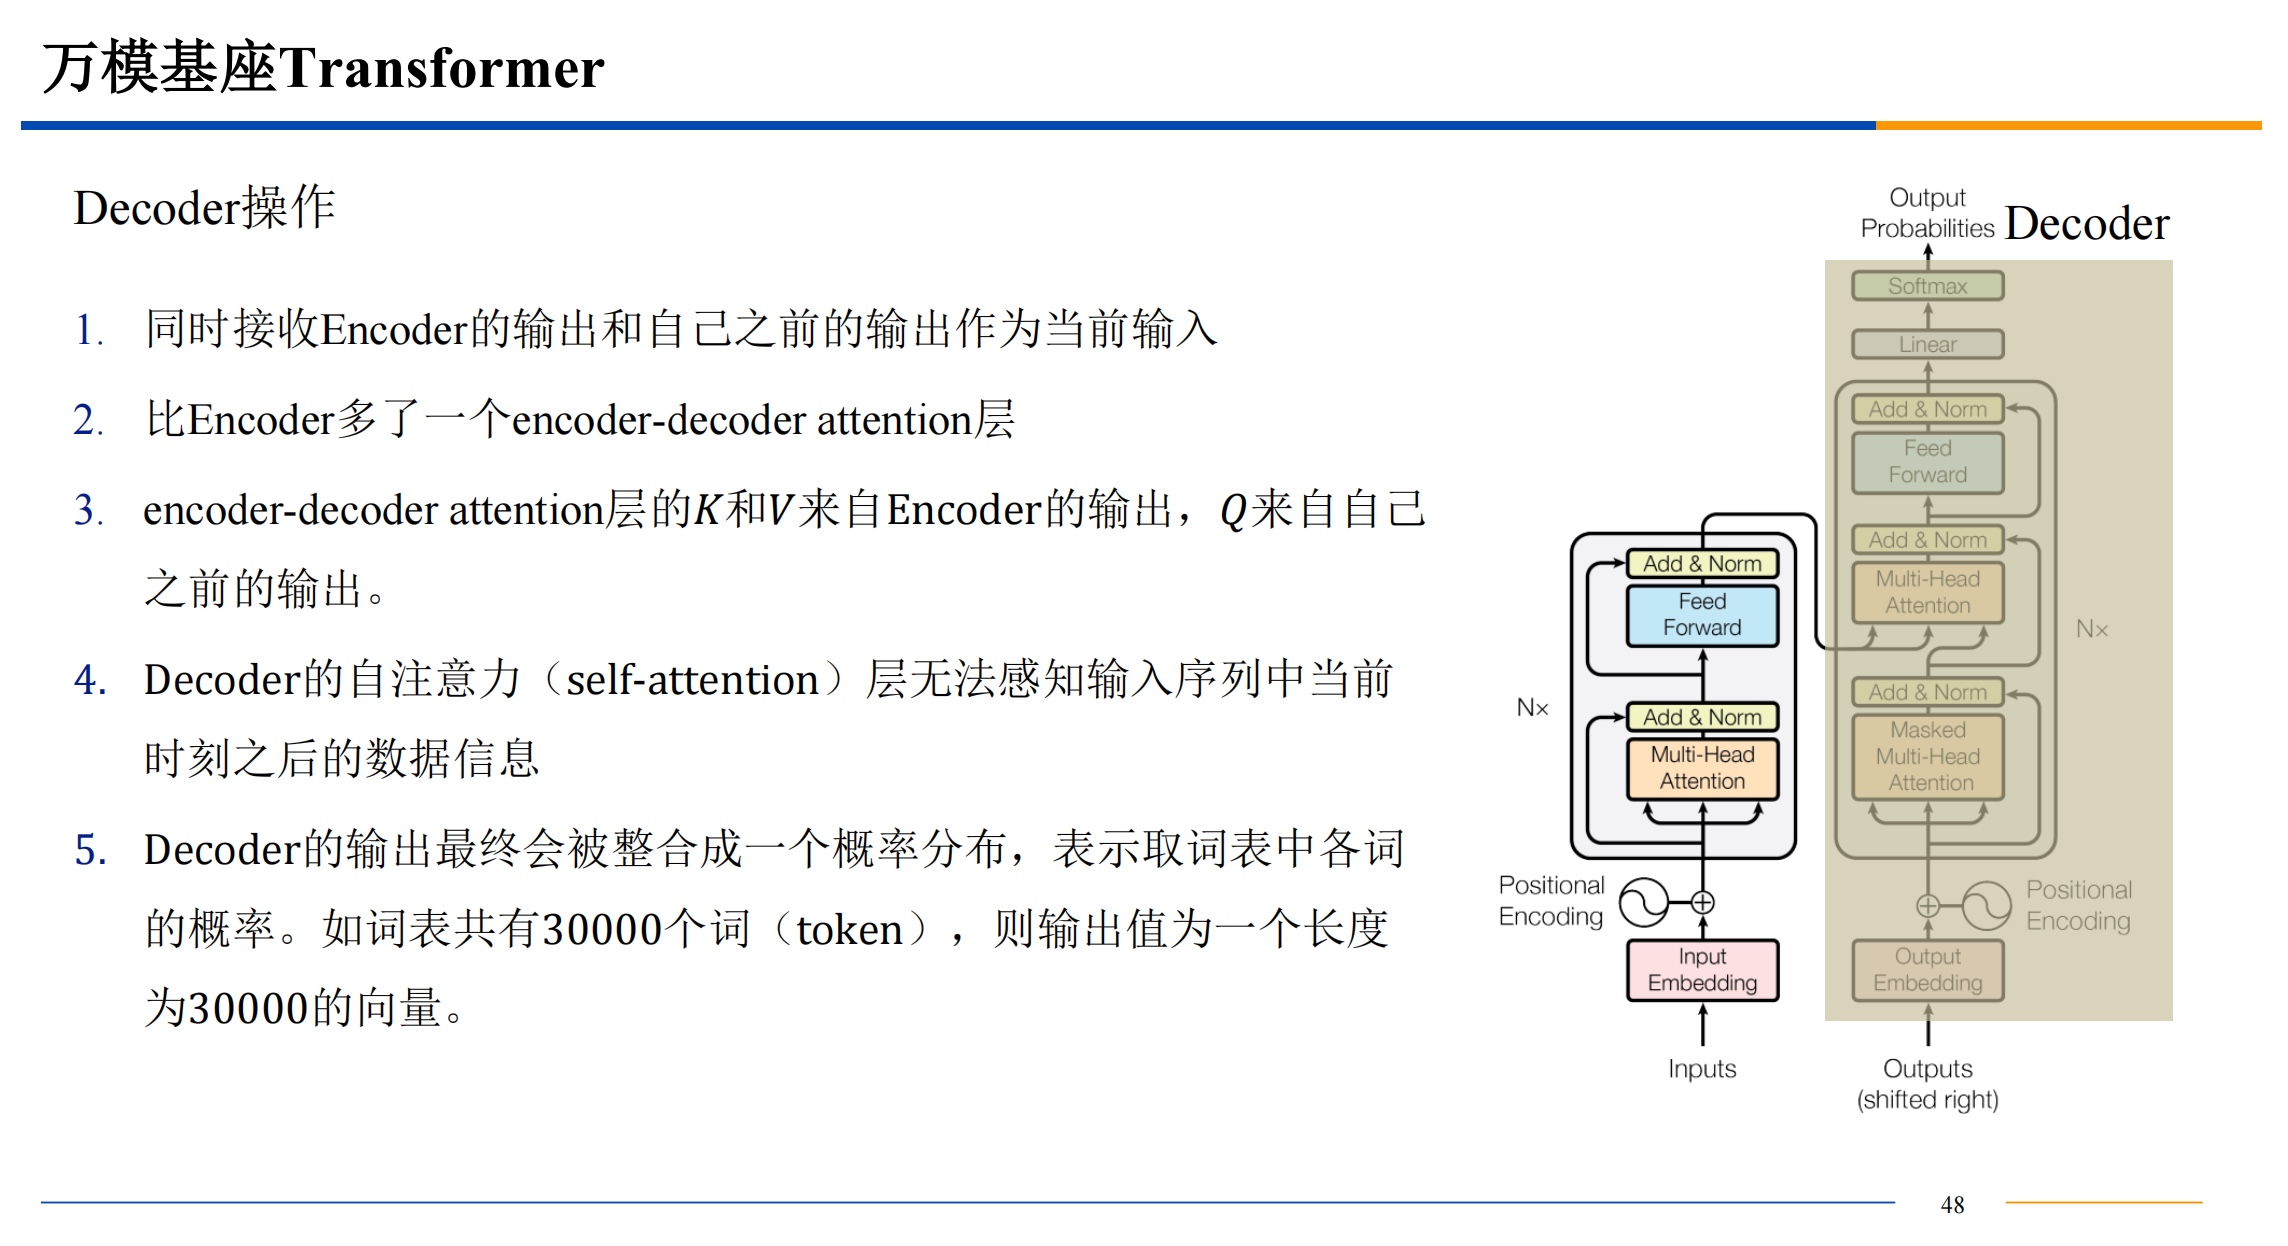 万模基座Transformer
Decoder操作
1. 同时接收Encoder的输出和自己之前的输出作为当前输入
2. 比Encoder多了一个encoder-decoder attention层
3. encoder-decoder attention层的K和V来自Encoder的输出，Q来自自己
之前的输出。
4. Decoder的自注意力（self-attention）层无法感知输入序列中当前
时刻之后的数据信息
5. Decoder的输出最终会被整合成一个概率分布，表示取词表中各词
的概率。如词表共有30000个词（token），则输出值为一个长度
为30000的向量。
Output
Probabilities
Decoder
Softmax
Linear
Add & Norm
Feed
Forward
Add & Norm
Multi-Head
Attention
Nx
Add & Norm
Masked
Multi-Head
Attention
Positional
Encoding
Output
Embedding
Outputs
(shifted right)
Add & Norm
Feed
Forward
Nx
Add & Norm
Multi-Head
Attention
Positional
Encoding
Input
Embedding
Inputs
48